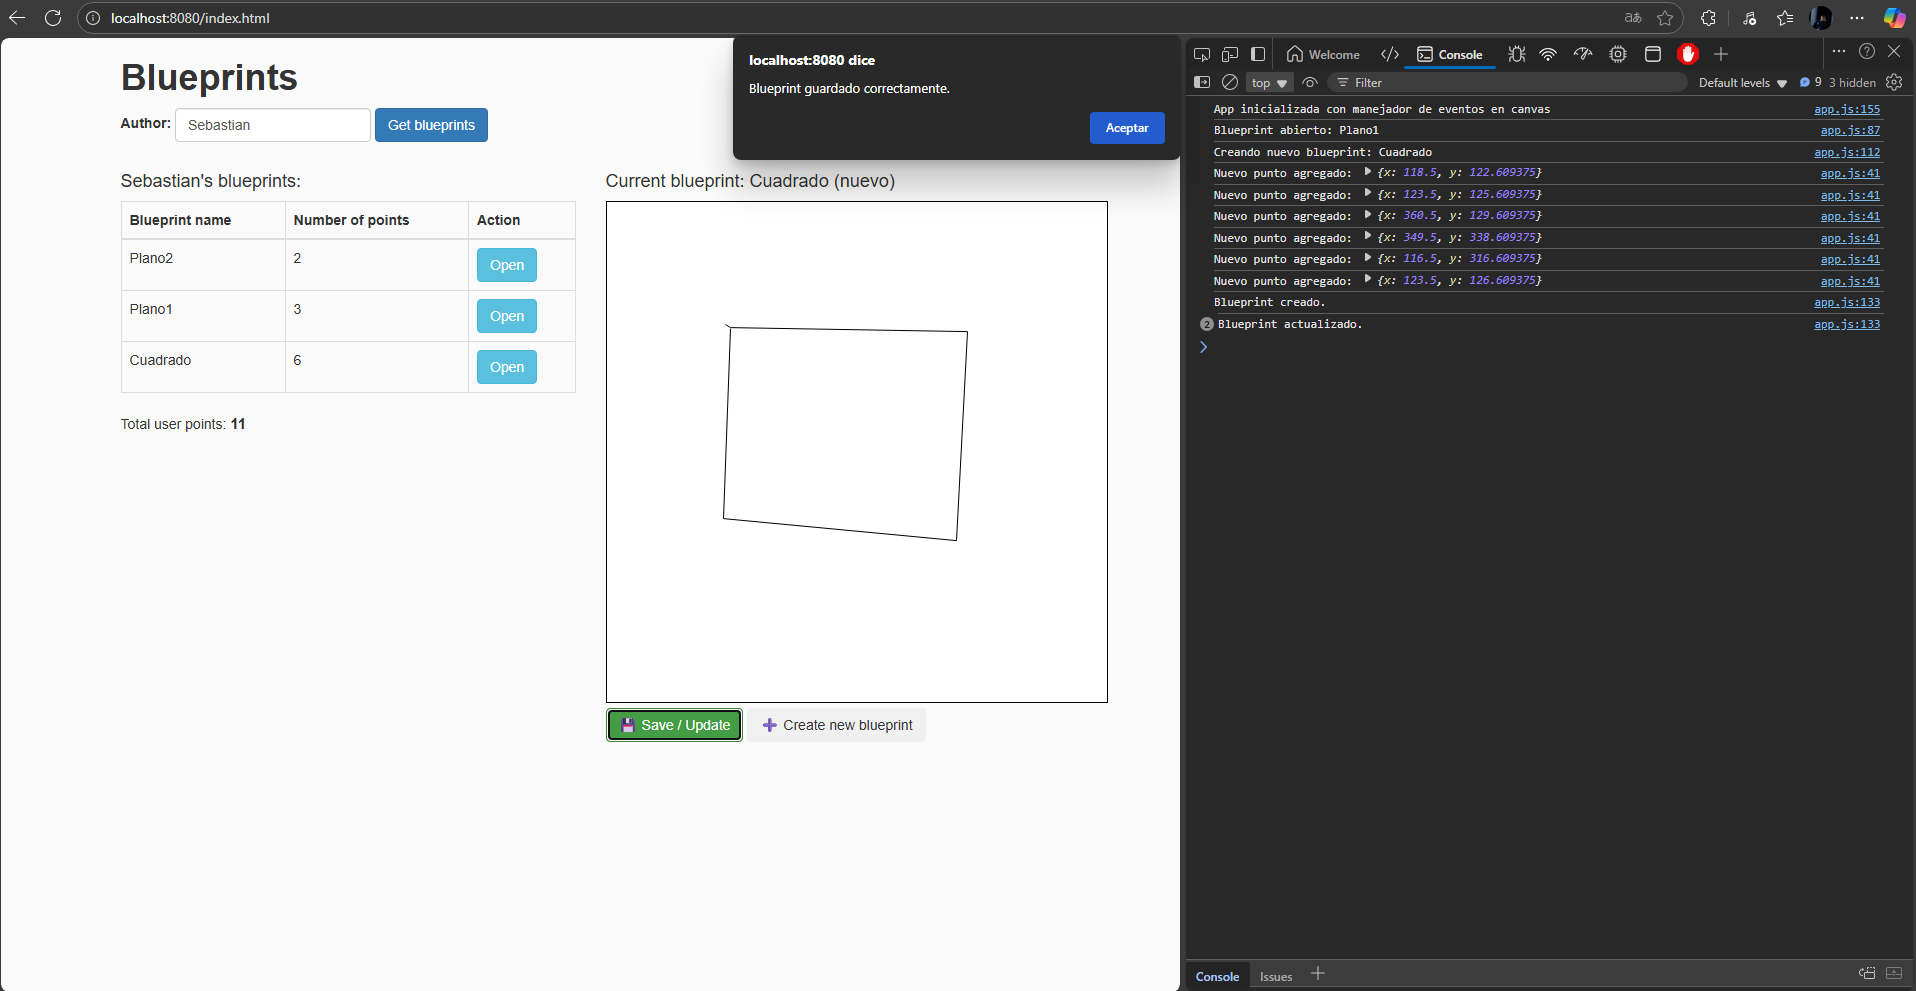 localhost:8080/index.html
Blueprints
Author: Sebastian Get blueprints
localhost:8080 dice
Blueprint guardado correctamente.
Aceptar
Sebastian's blueprints:
Blueprint name Number of points Action
Plano2 2 Open
Plano1 3 Open
Cuadrado 6 Open
Total user points: 11
Current blueprint: Cuadrado (nuevo)
Save / Update Create new blueprint
Welcome Console
top Filter Default levels 9 3 hidden
App inicializada con manejador de eventos en canvas app.js:155
Blueprint abierto: Plano1 app.js:87
Creando nuevo blueprint: Cuadrado app.js:112
Nuevo punto agregado: {x: 118.5, y: 122.609375} app.js:41
Nuevo punto agregado: {x: 123.5, y: 125.609375} app.js:41
Nuevo punto agregado: {x: 360.5, y: 129.609375} app.js:41
Nuevo punto agregado: {x: 349.5, y: 338.609375} app.js:41
Nuevo punto agregado: {x: 116.5, y: 316.609375} app.js:41
Nuevo punto agregado: {x: 123.5, y: 126.609375} app.js:41
Blueprint creado. app.js:133
2 Blueprint actualizado. app.js:133
Console Issues